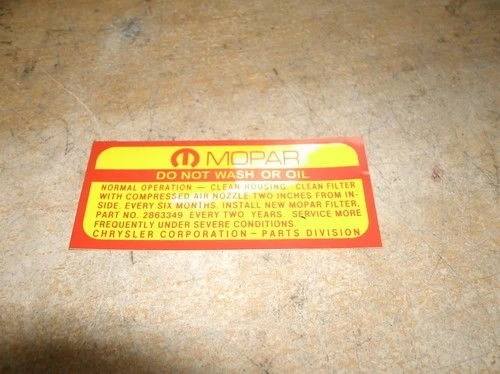 MOPAR
DO NOT WASH OR OIL
NORMAL OPERATION — CLEAN HOUSING. CLEAN FILTER
WITH COMPRESSED AIR NOZZLE TWO INCHES FROM IN-
SIDE. EVERY SIX MONTHS. INSTALL NEW MOPAR FILTER,
PART NO. 2863349 EVERY TWO YEARS. SERVICE MORE
FREQUENTLY UNDER SEVERE CONDITIONS.
CHRYSLER CORPORATION – PARTS DIVISION